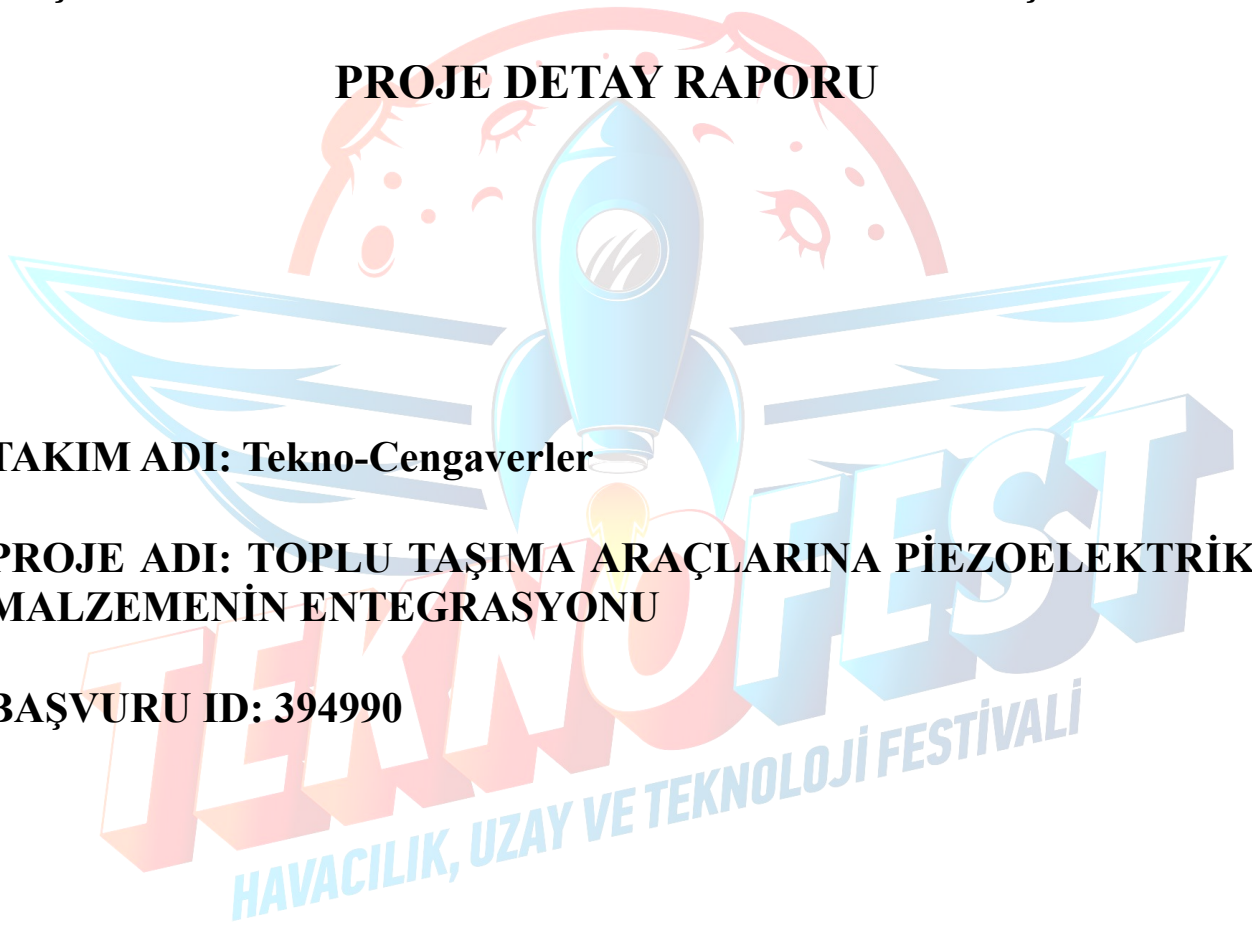 PROJE DETAY RAPORU
TAKIM ADI: Tekno-Cengaverler
PROJE ADI: TOPLU TAŞIMA ARAÇLARINA PİEZOELEKTRİK
MALZEMENİN ENTEGRASYONU
BAŞVURU ID: 394990
TEKNOFEST
HAVACILIK, UZAY VE TEKNOLOJİ FESTİVALİ